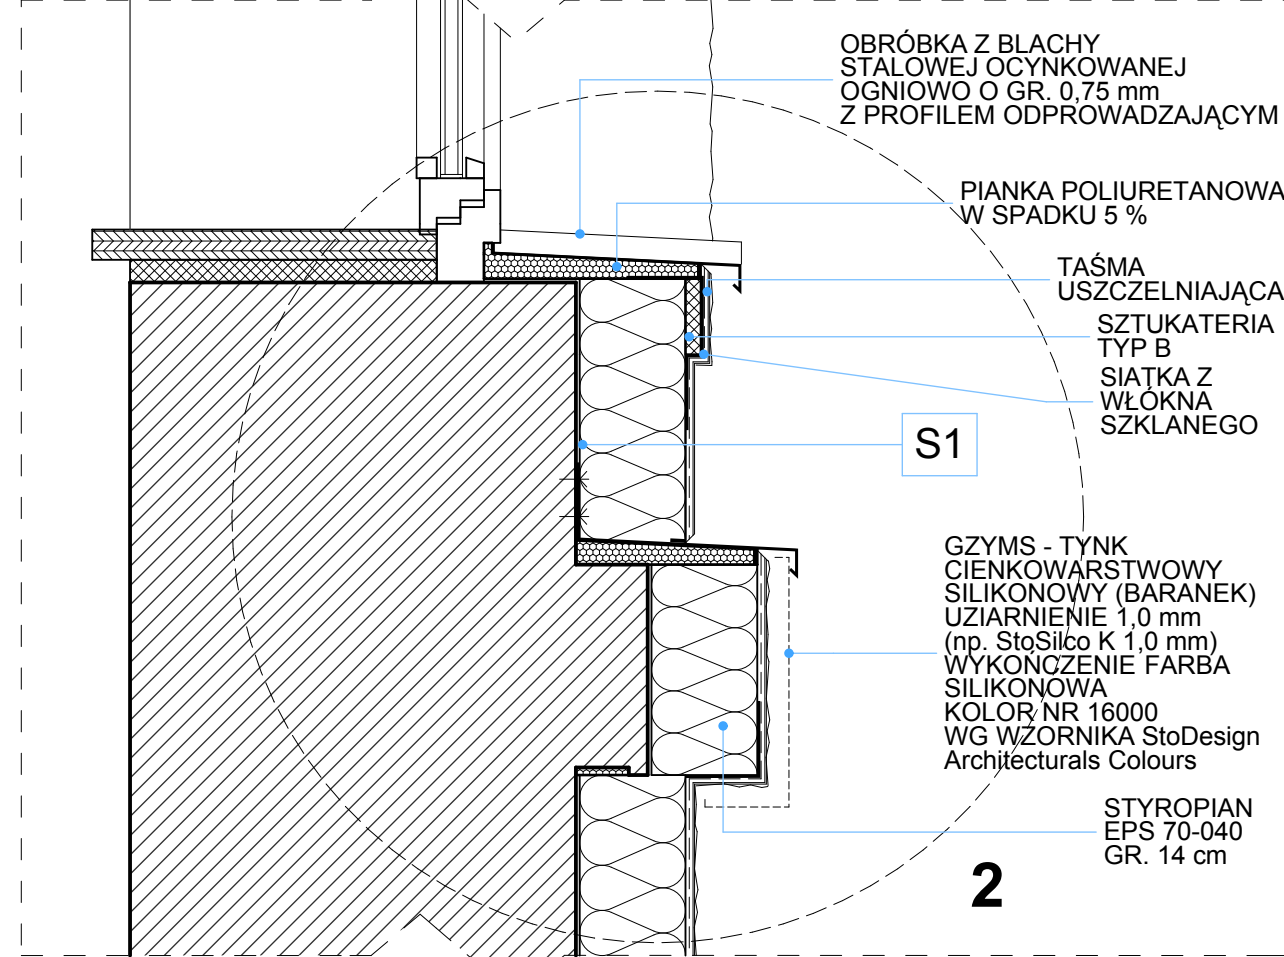 OBRÓBKA Z BLACHY
STALOWEJ OCYNKOWANEJ
OGNIOWO O GR. 0,75 mm
Z PROFILEM ODPROWADZAJĄCYM
PIANKA POLIURETANOWA
W SPADKU 5 %
TAŚMA
USZCZELNIAJĄCA
SZTUKATERIA
TYP B
SIATKA Z
WŁÓKNA
SZKLANEGO
S1
GZYMS - TYNK
CIENKOWARSTWOWY
SILIKONOWY (BARANEK)
UZIARNIENIE 1,0 mm
(np. StoSilco K 1,0 mm)
WYKOŃCZENIE FARBA
SILIKONOWA
KOLOR NR 16000
WG WZORNIKA StoDesign
Architecturals Colours
STYROPIAN
EPS 70-040
GR. 14 cm
2